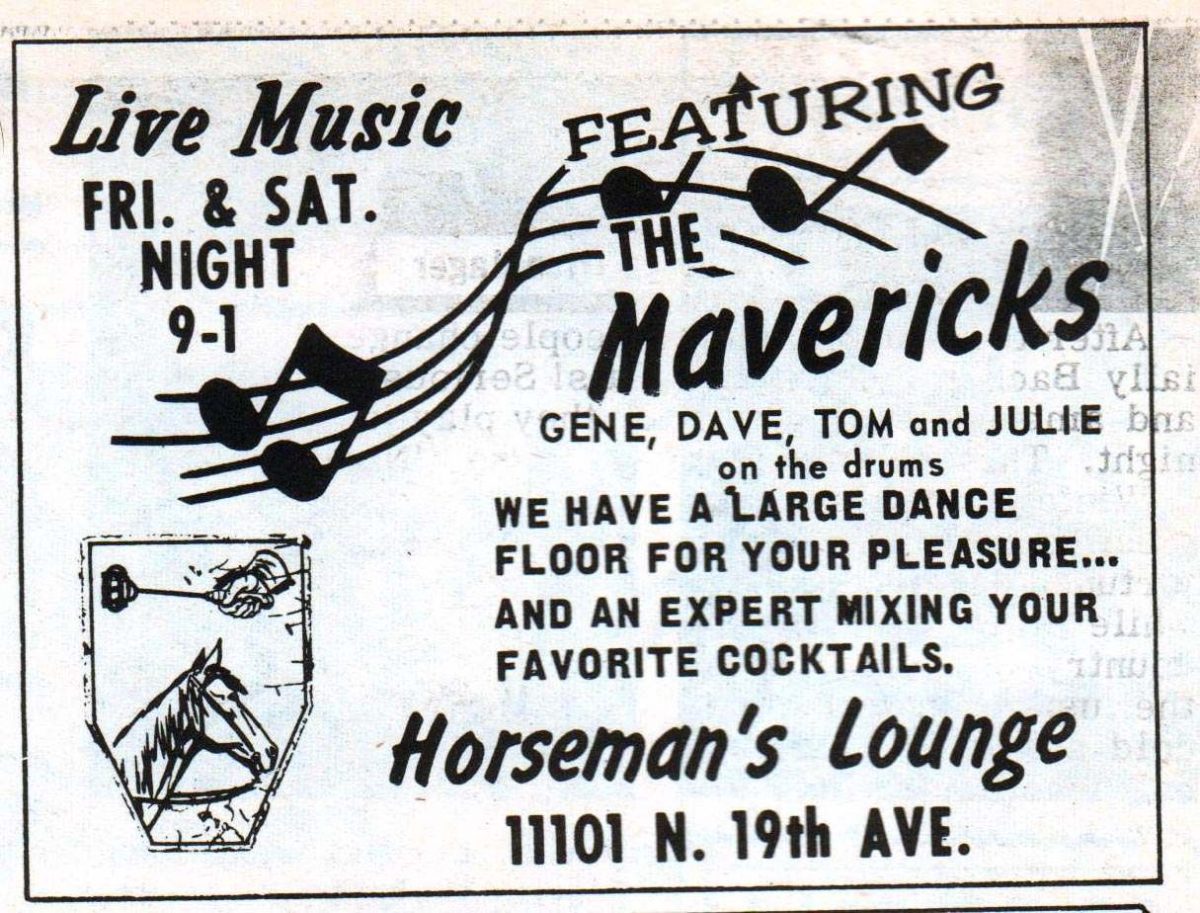 Live Music
FRI. & SAT.
NIGHT
9-1
FEATURING
THE
Mavericks
GENE, DAVE, TOM and JULIE
on the drums
WE HAVE A LARGE DANCE
FLOOR FOR YOUR PLEASURE...
AND AN EXPERT MIXING YOUR
FAVORITE COCKTAILS.
Horseman's Lounge
11101 N. 19th AVE.